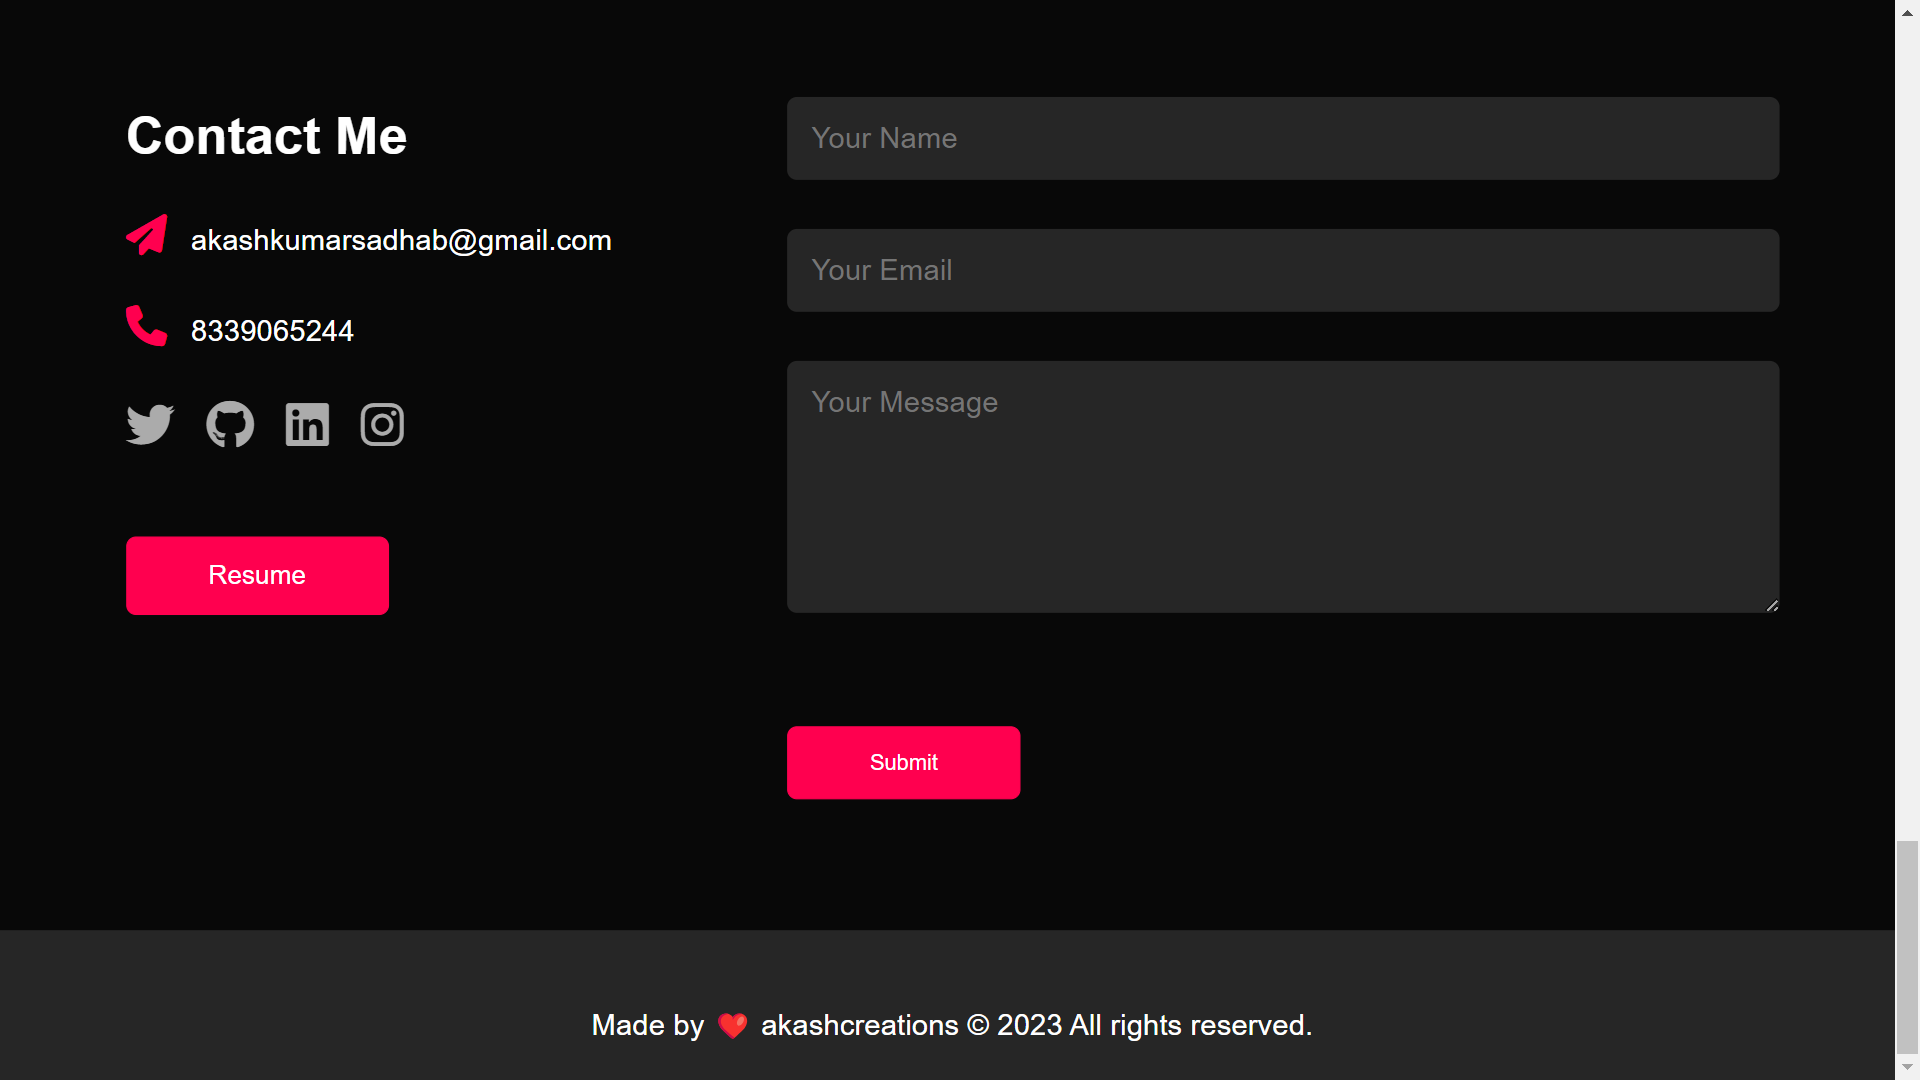 Contact Me
akashkumarsadhab@gmail.com
8339065244
Resume
Your Name
Your Email
Your Message
Submit
Made by ❤️ akashcreations © 2023 All rights reserved.